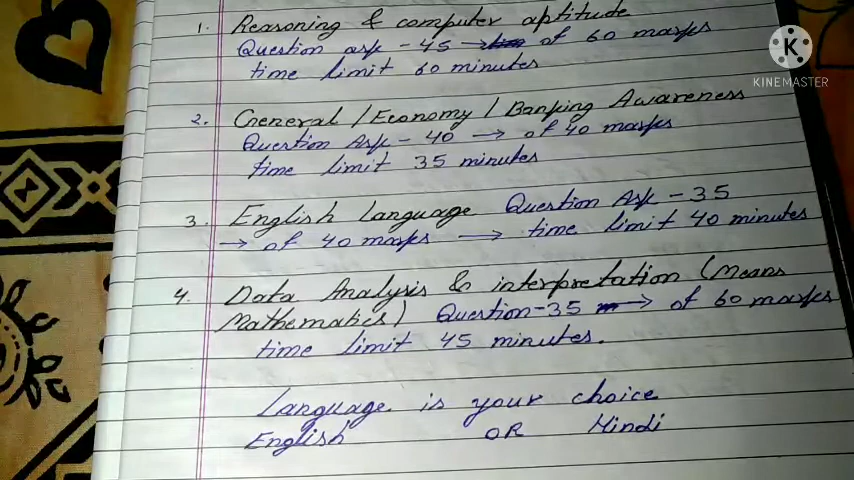 1. Reasoning & computer aptitude
Question ask - 45 → of 60 marks
time limit 60 minutes
2. General / Economy / Banking Awareness
Question Ask - 40 → of 40 marks
time limit 35 minutes
3. English language Question Ask - 35
→ of 40 marks → time limit 40 minutes
4. Data Analysis & interpretation (means
Mathematics) Question - 35 → of 60 marks
time limit 45 minutes.
Language is your choice
English OR Hindi
K
KINEMASTER